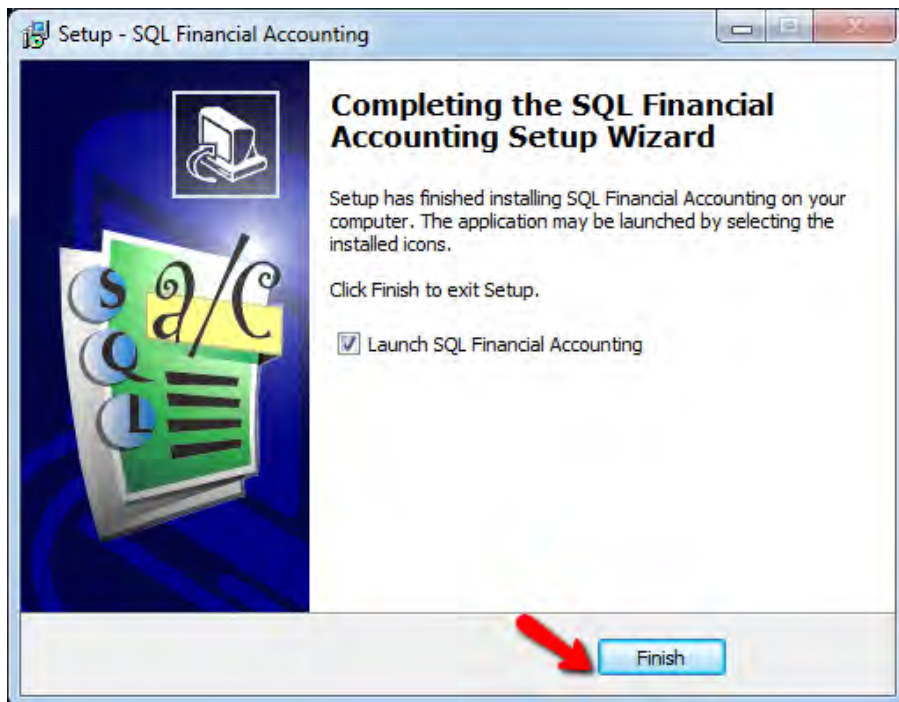 Setup - SQL Financial Accounting
Completing the SQL Financial
Accounting Setup Wizard
Setup has finished installing SQL Financial Accounting on your
computer. The application may be launched by selecting the
installed icons.
Click Finish to exit Setup.
Launch SQL Financial Accounting
S
Q
L
a/c
Finish